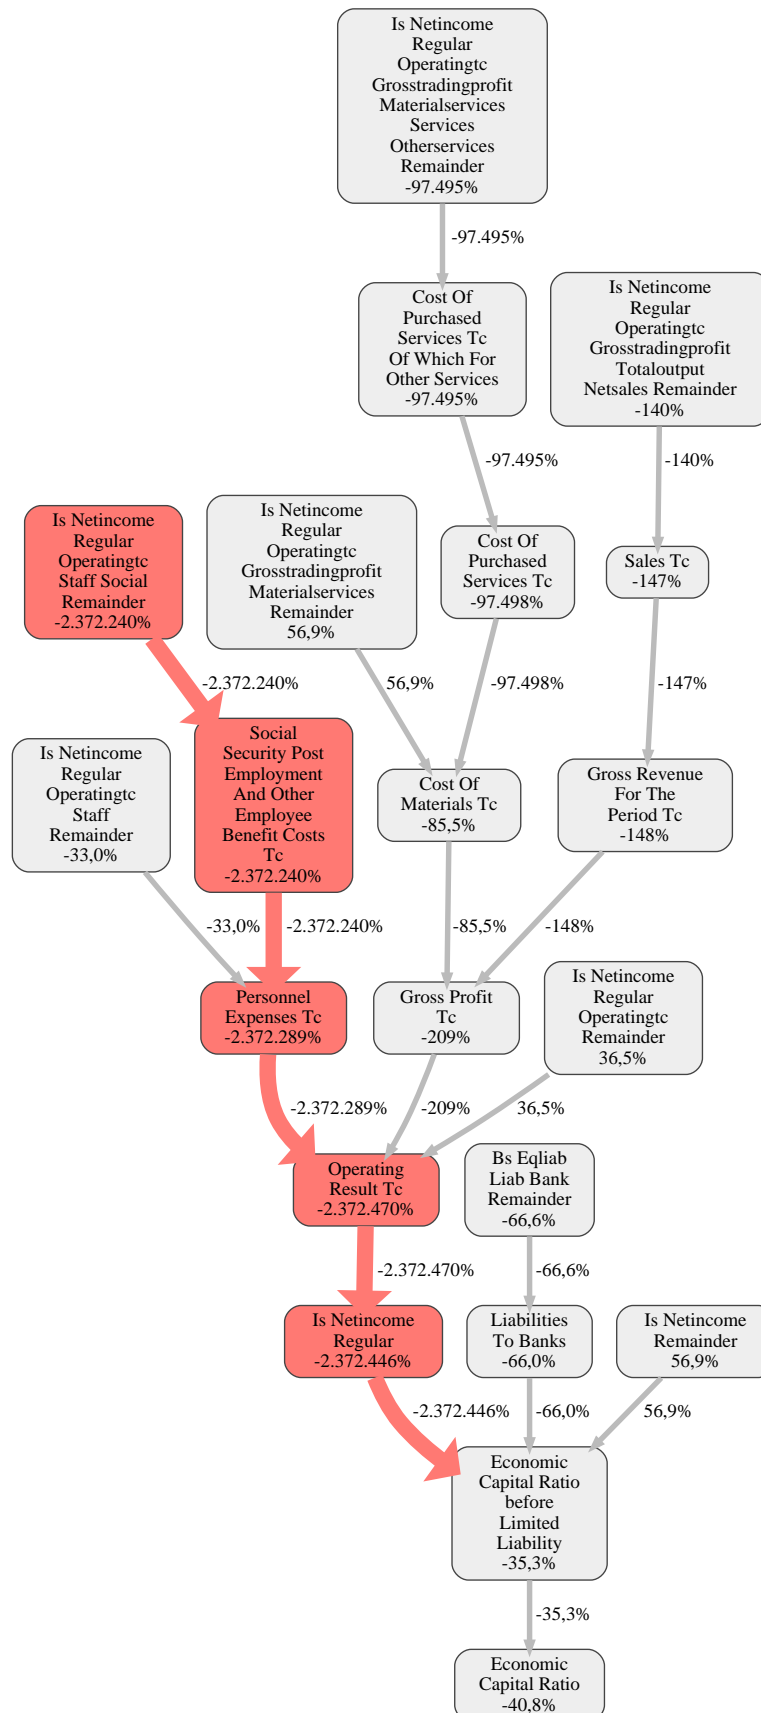 Is Netincome
Regular
Operatingtc
Grosstradingprofit
Materialservices
Services
Otherservices
Remainder
-97.495%
-97.495%
Cost Of
Purchased
Services Tc
Of Which For
Other Services
-97.495%
Is Netincome
Regular
Operatingtc
Grosstradingprofit
Totaloutput
Netsales Remainder
-140%
-97.495%
-140%
Is Netincome
Regular
Operatingtc
Staff Social
Remainder
-2.372.240%
Is Netincome
Regular
Operatingtc
Grosstradingprofit
Materialservices
Remainder
56,9%
Cost Of
Purchased
Services Tc
-97.498%
Sales Tc
-147%
-2.372.240%
56,9%
-97.498%
-147%
Is Netincome
Regular
Operatingtc
Staff
Remainder
-33,0%
Social
Security Post
Employment
And Other
Employee
Benefit Costs
Tc
-2.372.240%
Cost Of
Materials Tc
-85,5%
Gross Revenue
For The
Period Tc
-148%
-33,0%
-2.372.240%
-85,5%
-148%
Personnel
Expenses Tc
-2.372.289%
Gross Profit
Tc
-209%
Is Netincome
Regular
Operatingtc
Remainder
36,5%
-2.372.289%
-209%
36,5%
Operating
Result Tc
-2.372.470%
Bs Eqliab
Liab Bank
Remainder
-66,6%
-2.372.470%
-66,6%
Is Netincome
Regular
-2.372.446%
Liabilities
To Banks
-66,0%
Is Netincome
Remainder
56,9%
-2.372.446%
-66,0%
56,9%
Economic
Capital Ratio
before
Limited
Liability
-35,3%
-35,3%
Economic
Capital Ratio
-40,8%